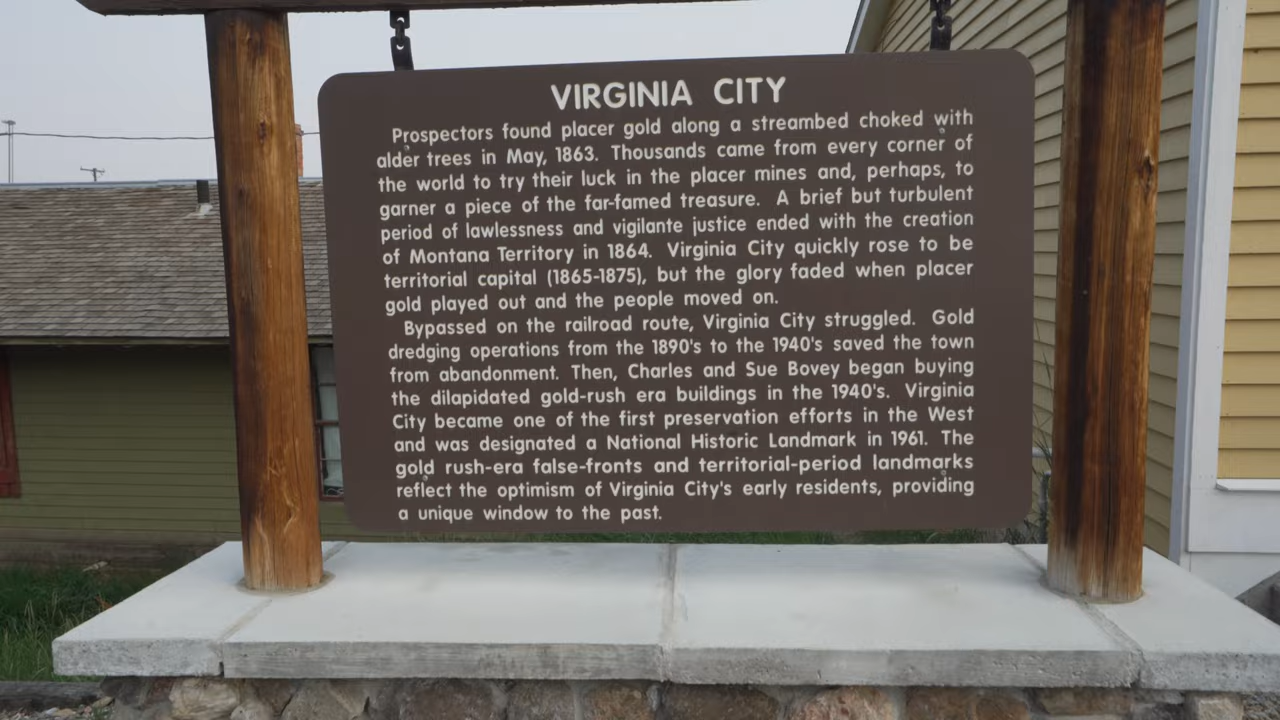 VIRGINIA CITY
Prospectors found placer gold along a streambed choked with
alder trees in May, 1863. Thousands came from every corner of
the world to try their luck in the placer mines and, perhaps, to
garner a piece of the far-famed treasure. A brief but turbulent
period of lawlessness and vigilante justice ended with the creation
of Montana Territory in 1864. Virginia City quickly rose to be
territorial capital (1865-1875), but the glory faded when placer
gold played out and the people moved on.
Bypassed on the railroad route, Virginia City struggled. Gold
dredging operations from the 1890's to the 1940's saved the town
from abandonment. Then, Charles and Sue Bovey began buying
the dilapidated gold-rush era buildings in the 1940's. Virginia
City became one of the first preservation efforts in the West
and was designated a National Historic Landmark in 1961. The
gold rush-era false-fronts and territorial-period landmarks
reflect the optimism of Virginia City's early residents, providing
a unique window to the past.